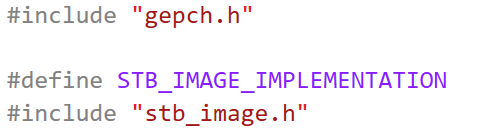 #include "gepch.h"
#define STB_IMAGE_IMPLEMENTATION
#include "stb_image.h"